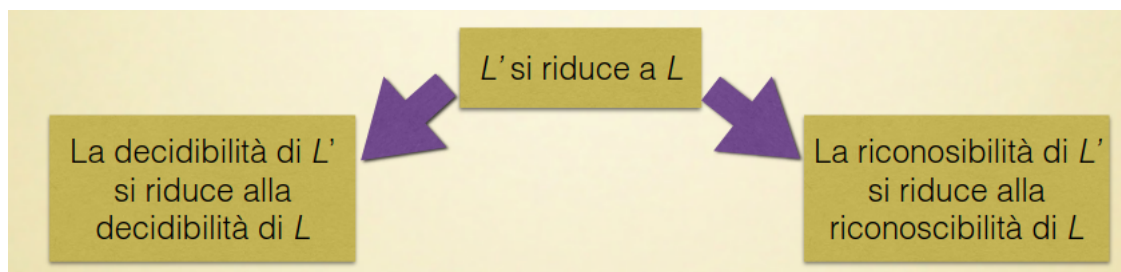 L' si riduce a L
La decidibilità di L'
si riduce alla
decidibilità di L
La riconosibilità di L'
si riduce alla
riconoscibilità di L